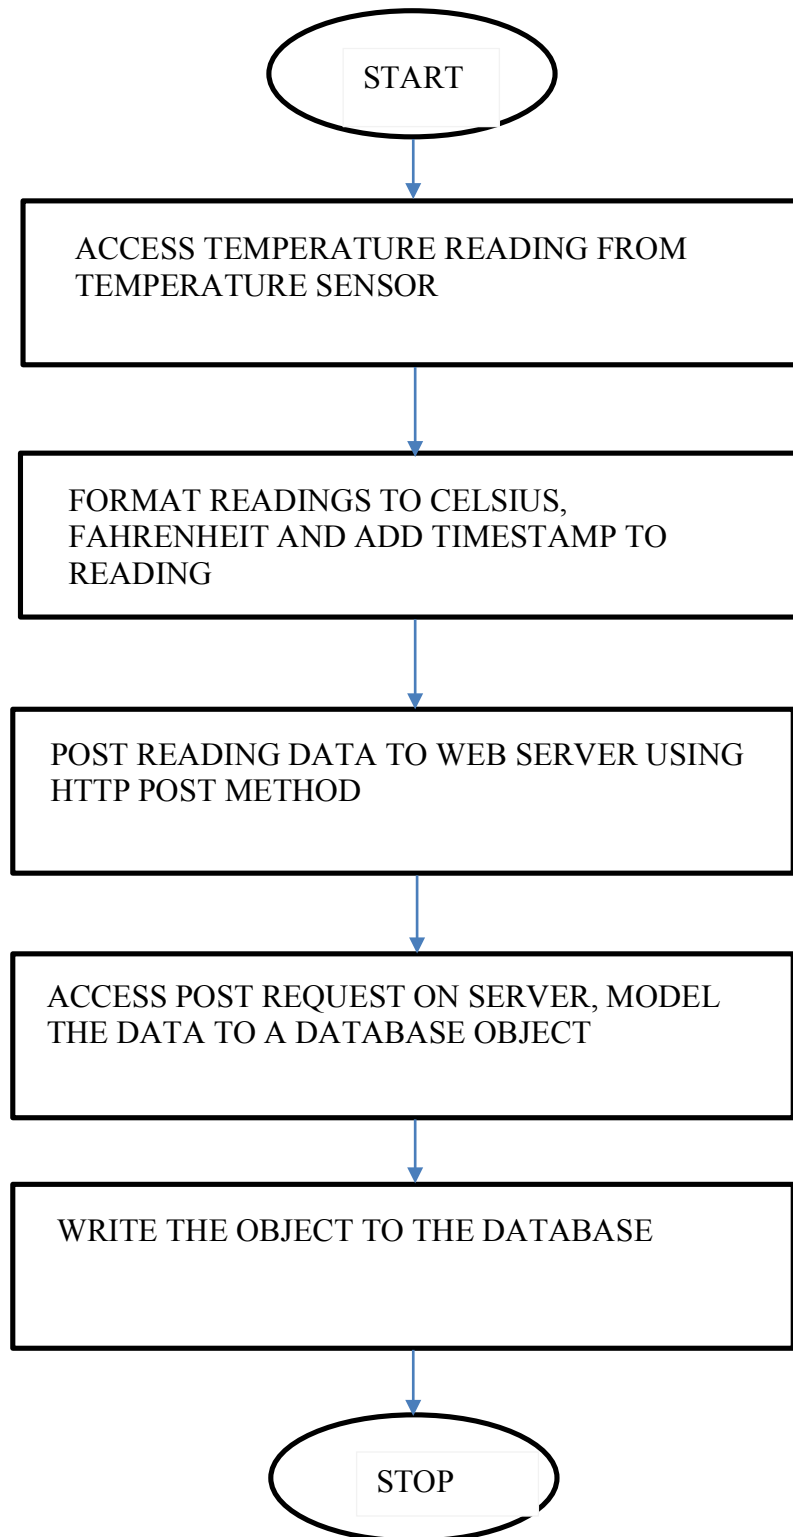 START
ACCESS TEMPERATURE READING FROM
TEMPERATURE SENSOR
FORMAT READINGS TO CELSIUS,
FAHRENHEIT AND ADD TIMESTAMP TO
READING
POST READING DATA TO WEB SERVER USING
HTTP POST METHOD
ACCESS POST REQUEST ON SERVER, MODEL
THE DATA TO A DATABASE OBJECT
WRITE THE OBJECT TO THE DATABASE
STOP